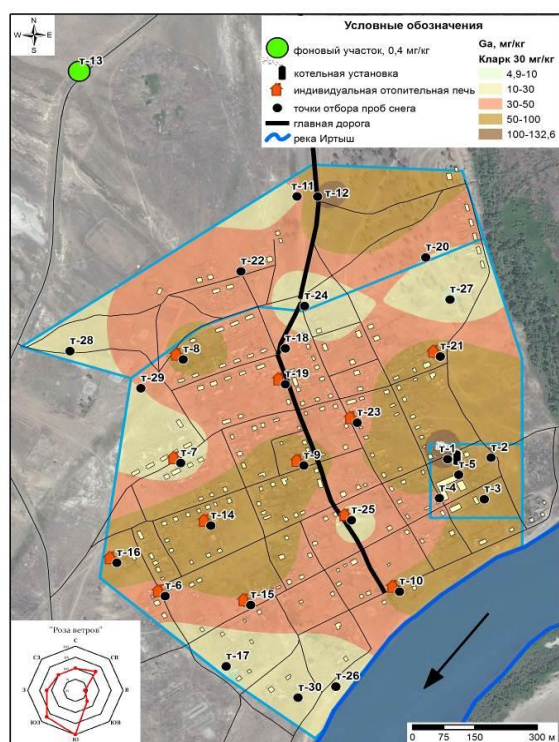 Условные обозначения
фоновый участок, 0,4 мг/кг
котельная установка
индивидуальная отопительная печь
точки отбора проб снега
главная дорога
река Иртыш
Ga, мг/кг
Кларк 30 мг/кг
4,9-10
10-30
30-50
50-100
100-132,6
N
W E
S
т-13
т-11
т-12
т-20
т-22
т-27
т-24
т-28
т-18
т-8
т-21
т-29
т-19
т-23
т-7
т-9
т-1
т-2
т-5
т-4
т-3
т-25
т-14
т-16
т-6
т-15
т-10
т-17
т-26
т-30
"Роза ветров"
С
СЗ СВ
З В
ЮЗ ЮВ
Ю
0 75 150 300 м